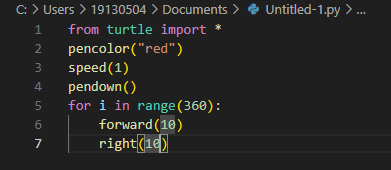 C: > Users > 19130504 > Documents > Untitled-1.py > ...
1 from turtle import *
2 pencolor("red")
3 speed(1)
4 pendown()
5 for i in range(360):
6     forward(10)
7     right(10)